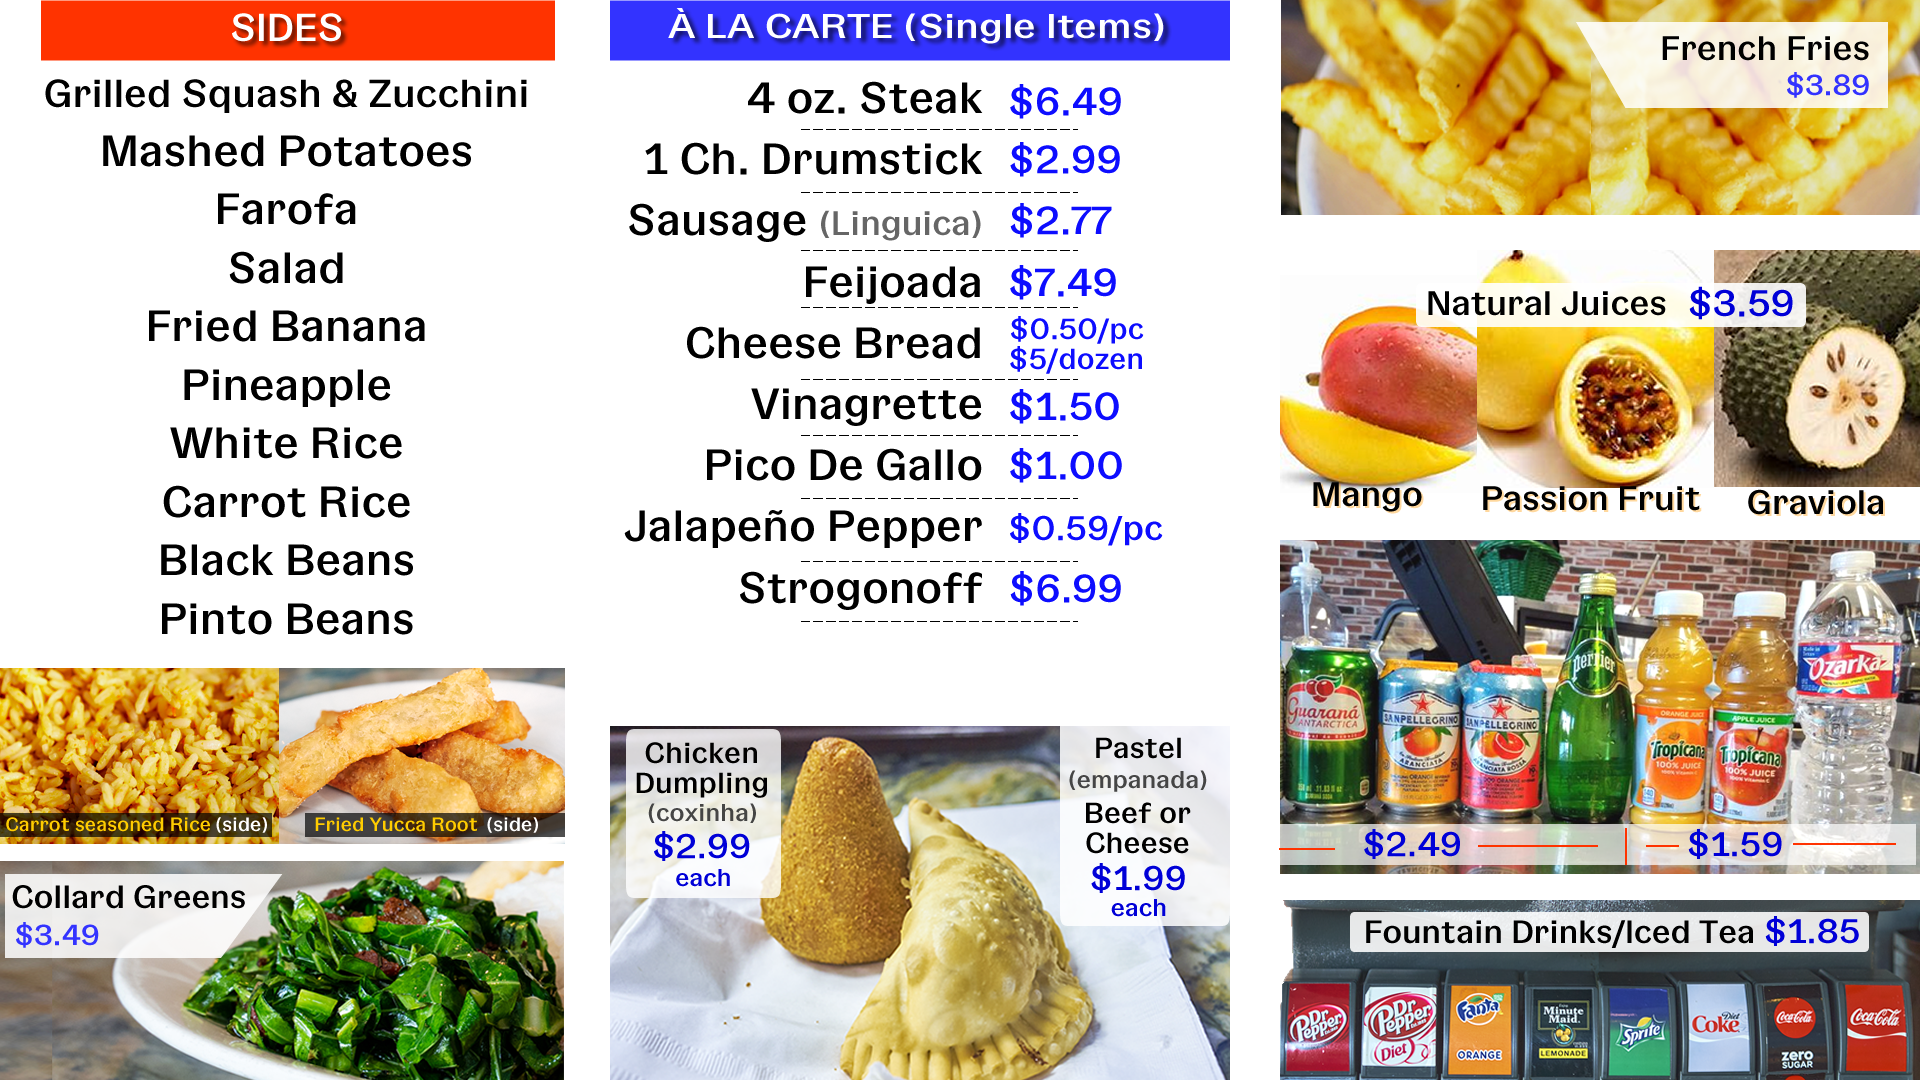 SIDES
Grilled Squash & Zucchini
Mashed Potatoes
Farofa
Salad
Fried Banana
Pineapple
White Rice
Carrot Rice
Black Beans
Pinto Beans
Carrot seasoned Rice (side)
Fried Yucca Root (side)
Collard Greens
$3.49
À LA CARTE (Single Items)
4 oz. Steak $6.49
1 Ch. Drumstick $2.99
Sausage (Linguica) $2.77
Feijoada $7.49
Cheese Bread $0.50/pc
$5/dozen
Vinagrette $1.50
Pico De Gallo $1.00
Jalapeño Pepper $0.59/pc
Strogonoff $6.99
Chicken
Dumpling
(coxinha)
$2.99
each
Pastel
(empanada)
Beef or
Cheese
$1.99
each
French Fries
$3.89
Natural Juices $3.59
Mango
Passion Fruit
Graviola
Guaraná
ANTARCTICA
SANPELLEGRINO
ARANCIATA
SANPELLEGRINO
ARANCIATA ROSSA
perrier
ORANGE JUICE
Tropicana
100% JUICE
APPLE JUICE
Tropicana
100% JUICE
Ozarka
$2.49
$1.59
Fountain Drinks/Iced Tea $1.85
Dr Pepper
Dr Pepper
Diet
Fanta
ORANGE
Minute
Maid
LEMONADE
Sprite
Diet
Coke
Coca-Cola
zero
SUGAR
Coca-Cola